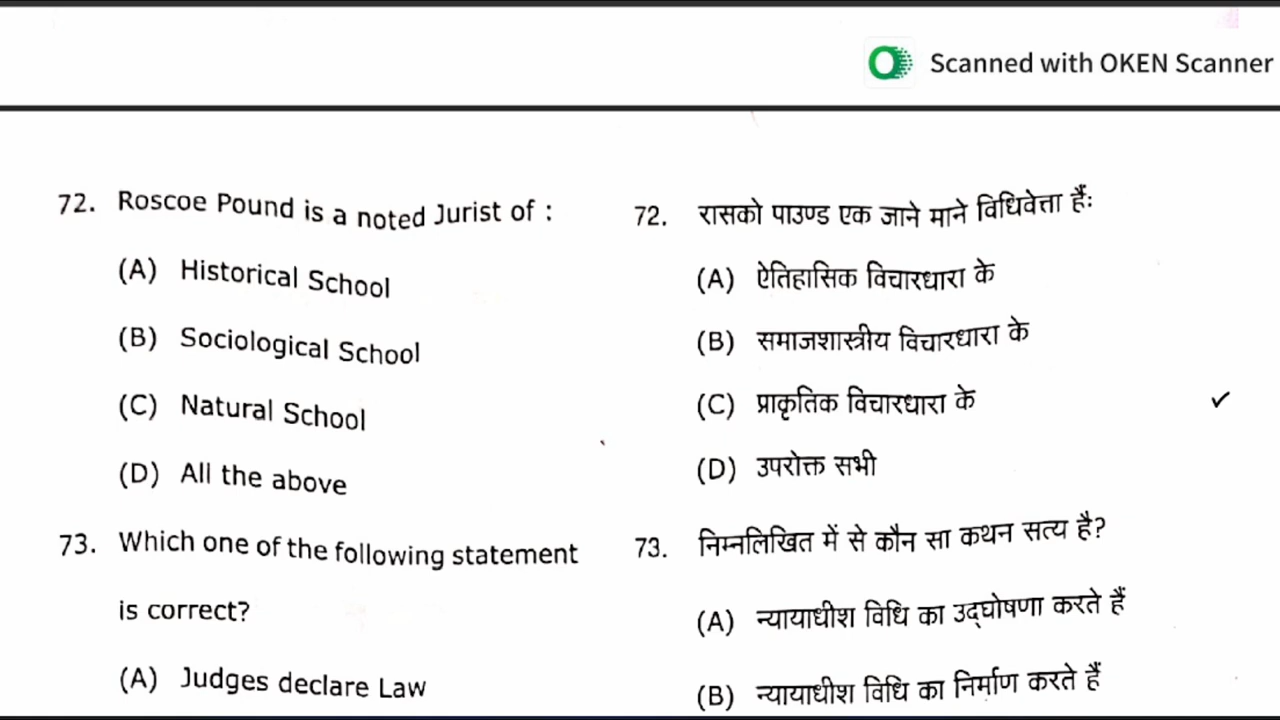 Scanned with OKEN Scanner
72. Roscoe Pound is a noted Jurist of :
(A) Historical School
(B) Sociological School
(C) Natural School
(D) All the above
73. Which one of the following statement
is correct?
(A) Judges declare Law
72. रासको पाउण्ड एक जाने माने विधिवेत्ता हैंः
(A) ऐतिहासिक विचारधारा के
(B) समाजशास्त्रीय विचारधारा के
(C) प्राकृतिक विचारधारा के
(D) उपरोक्त सभी
73. निम्नलिखित में से कौन सा कथन सत्य है?
(A) न्यायाधीश विधि का उद्घोषणा करते हैं
(B) न्यायाधीश विधि का निर्माण करते हैं